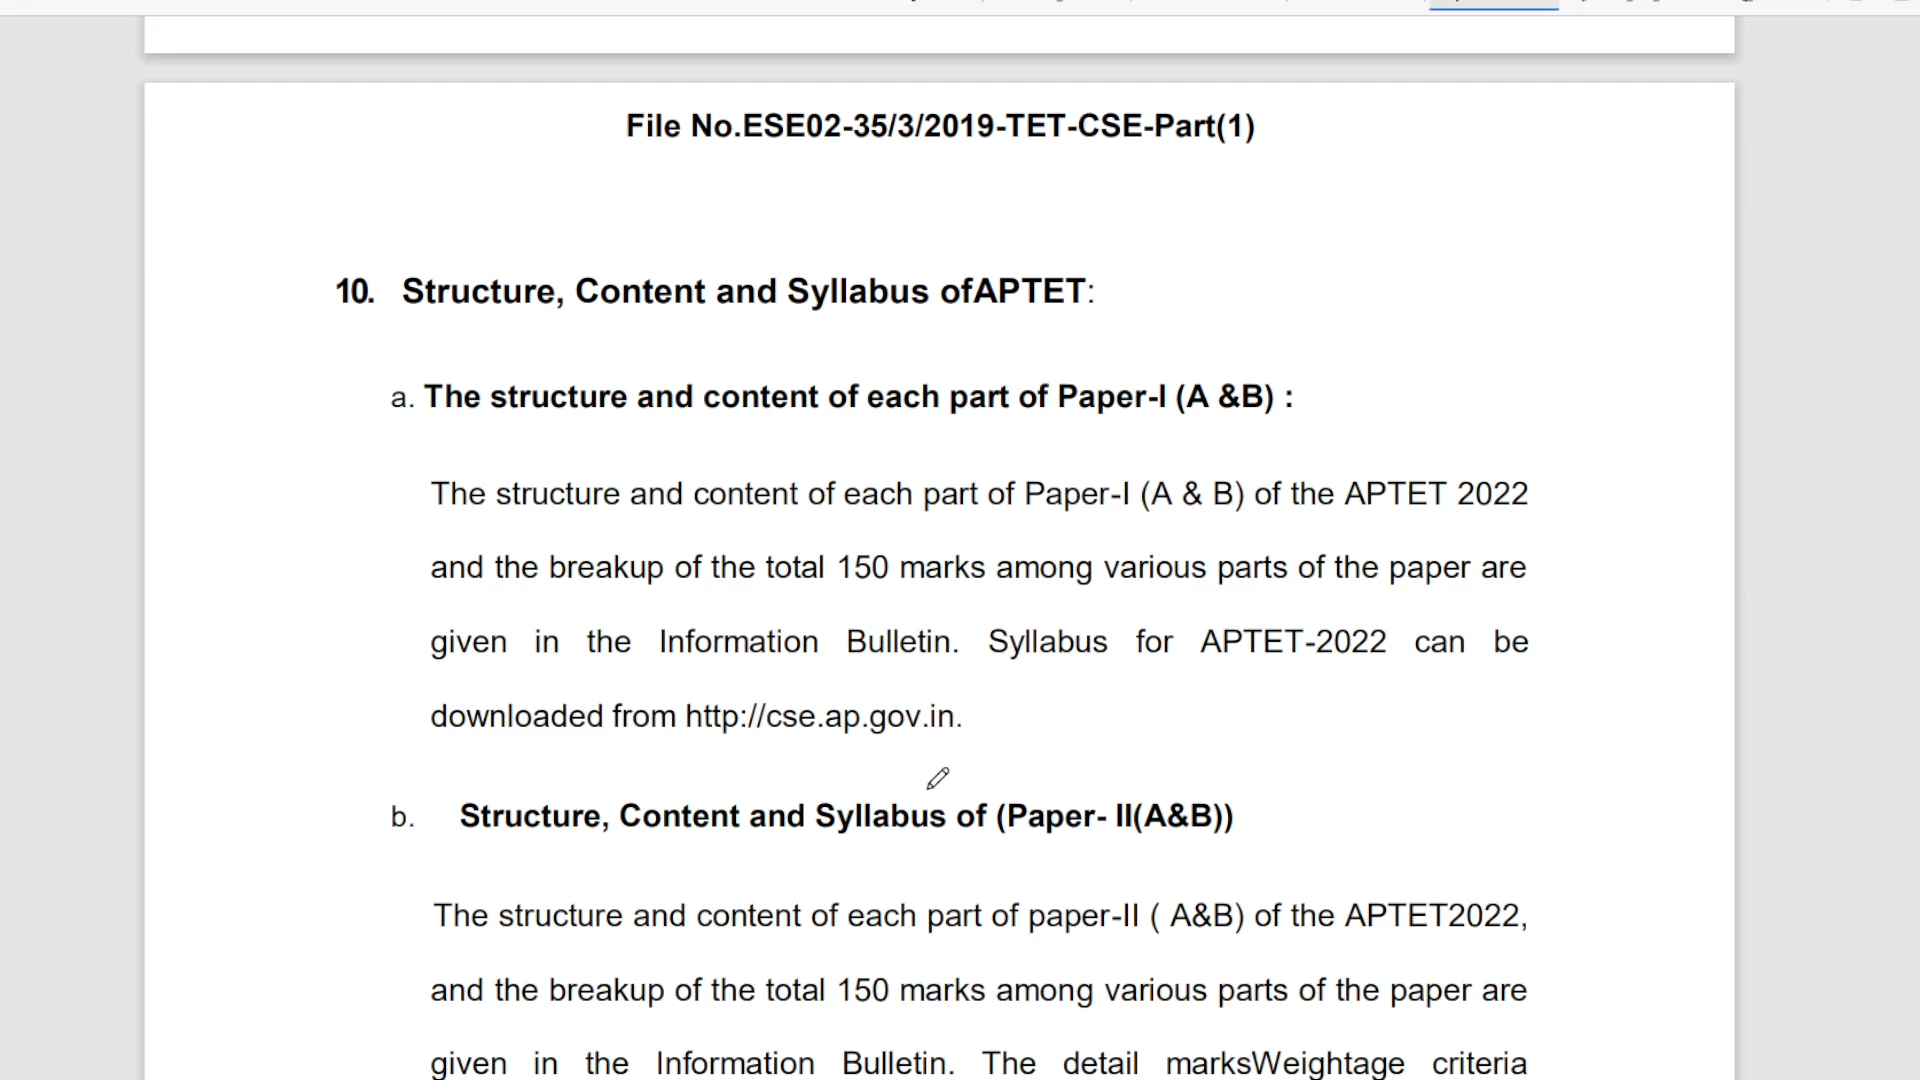 File No.ESE02-35/3/2019-TET-CSE-Part(1)
10. Structure, Content and Syllabus ofAPTET:
a. The structure and content of each part of Paper-I (A &B) :
The structure and content of each part of Paper-I (A & B) of the APTET 2022
and the breakup of the total 150 marks among various parts of the paper are
given in the Information Bulletin. Syllabus for APTET-2022 can be
downloaded from http://cse.ap.gov.in.
b. Structure, Content and Syllabus of (Paper- II(A&B))
The structure and content of each part of paper-II ( A&B) of the APTET2022,
and the breakup of the total 150 marks among various parts of the paper are
given in the Information Bulletin. The detail marksWeightage criteria